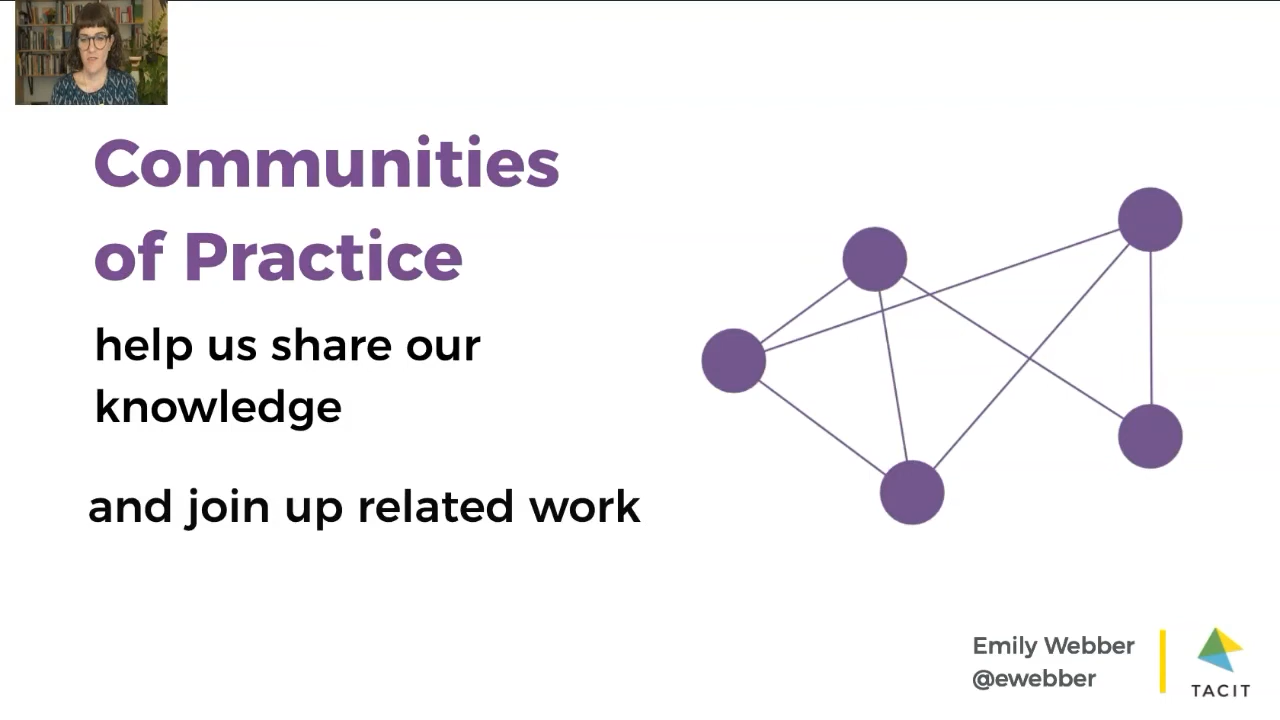 Communities
of Practice
help us share our
knowledge
and join up related work
Emily Webber
@ewebber
TACIT